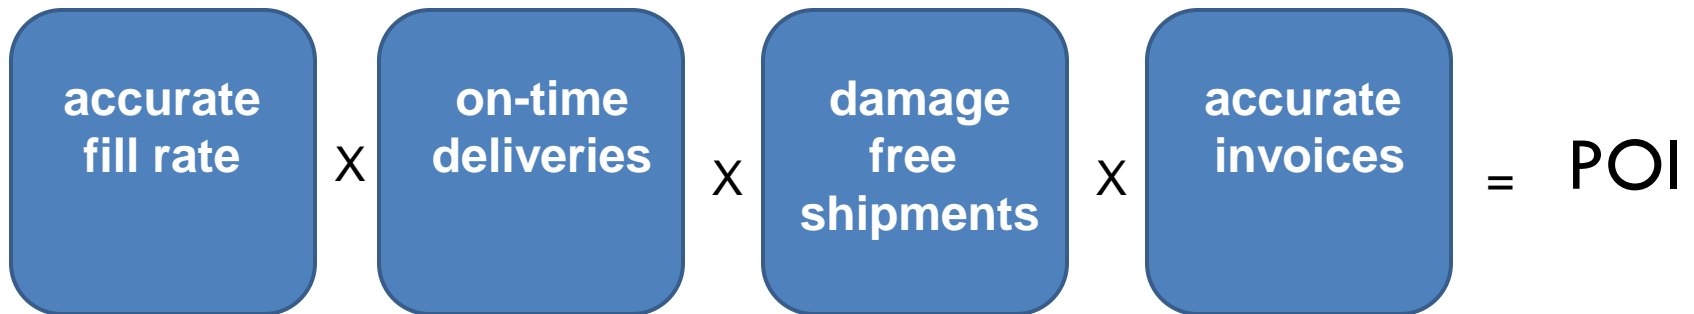 accurate
fill rate
X
on-time
deliveries
X
damage
free
shipments
X
accurate
invoices
=
POI